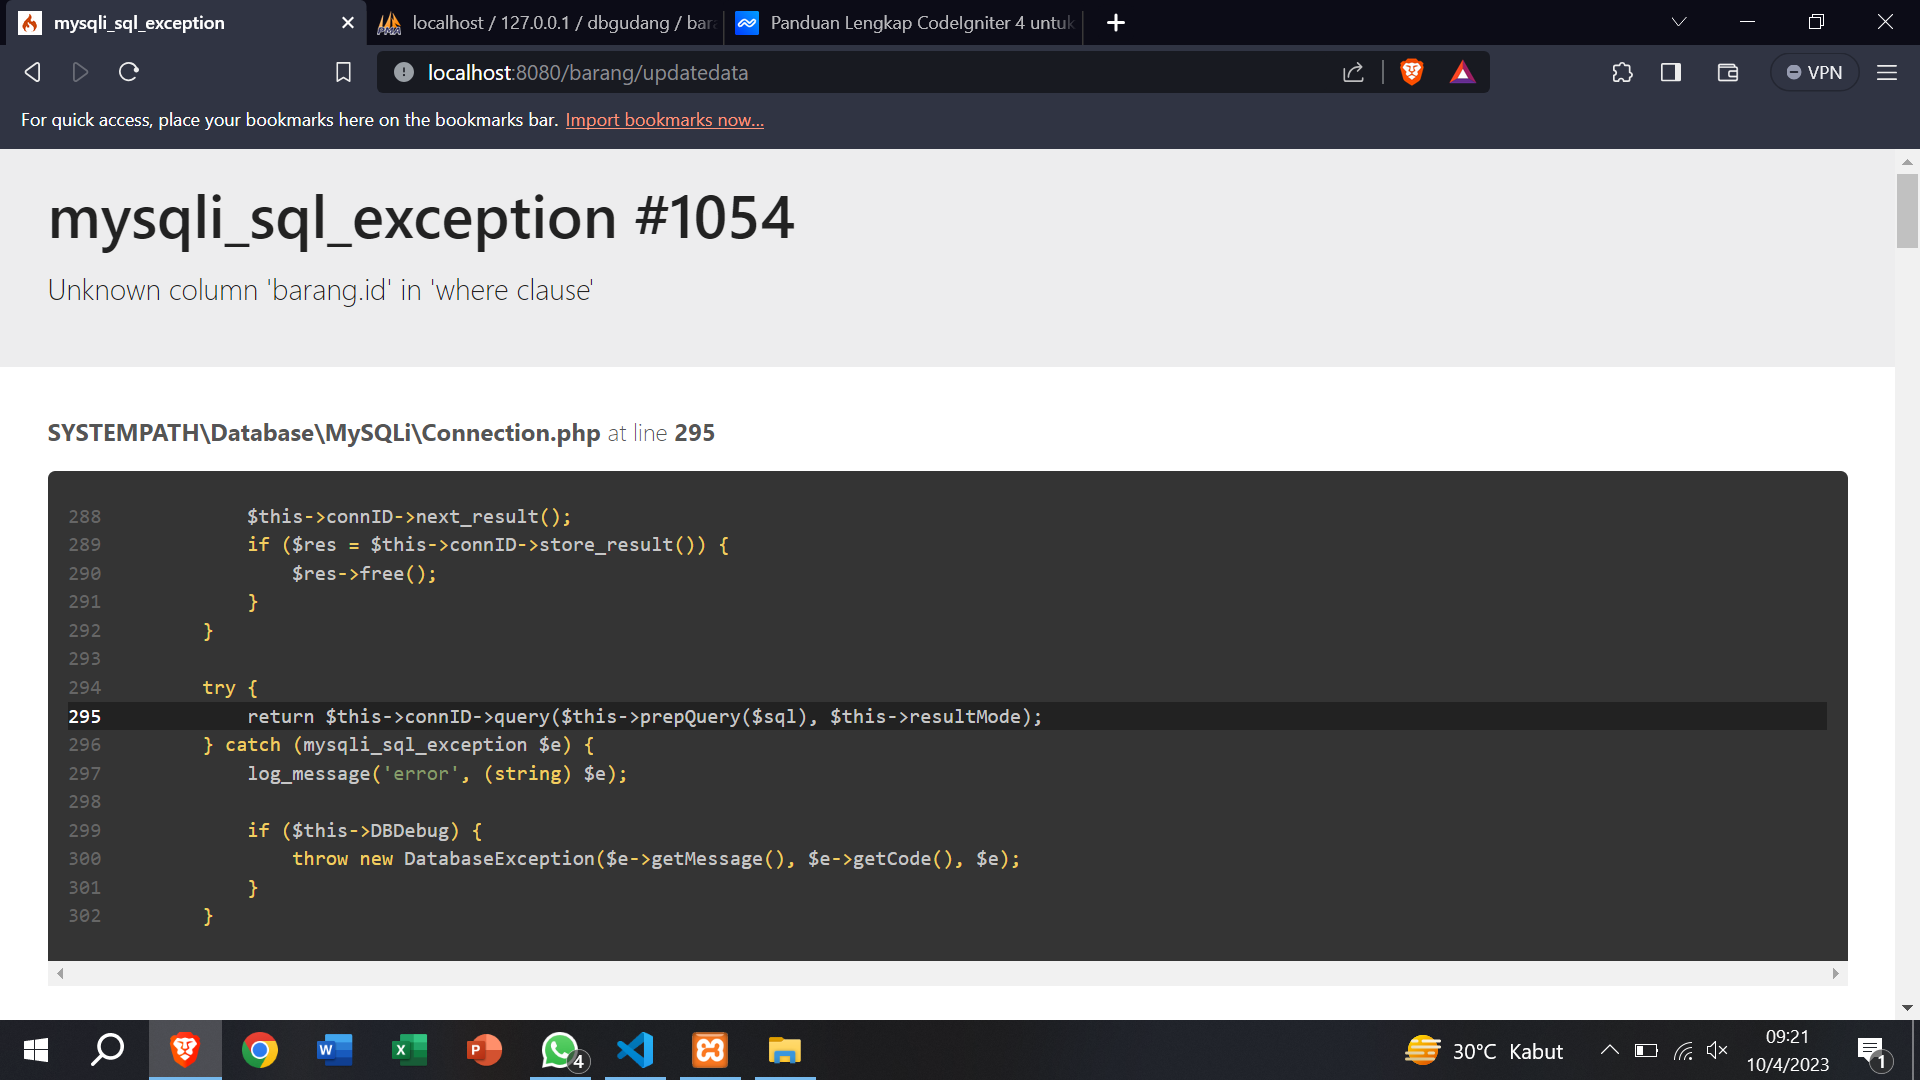 mysqli_sql_exception
localhost / 127.0.0.1 / dbgudang / bar
Panduan Lengkap CodeIgniter 4 untuk
localhost:8080/barang/updatedata
VPN
For quick access, place your bookmarks here on the bookmarks bar. Import bookmarks now...
mysqli_sql_exception #1054
Unknown column 'barang.id' in 'where clause'
SYSTEMPATH\Database\MySQLi\Connection.php at line 295
288 $this->connID->next_result();
289 if ($res = $this->connID->store_result()) {
290 $res->free();
291 }
292 }
293
294 try {
295 return $this->connID->query($this->prepQuery($sql), $this->resultMode);
296 } catch (mysqli_sql_exception $e) {
297 log_message('error', (string) $e);
298
299 if ($this->DBDebug) {
300 throw new DatabaseException($e->getMessage(), $e->getCode(), $e);
301 }
302 }
4
30°C Kabut
09:21
10/4/2023
1